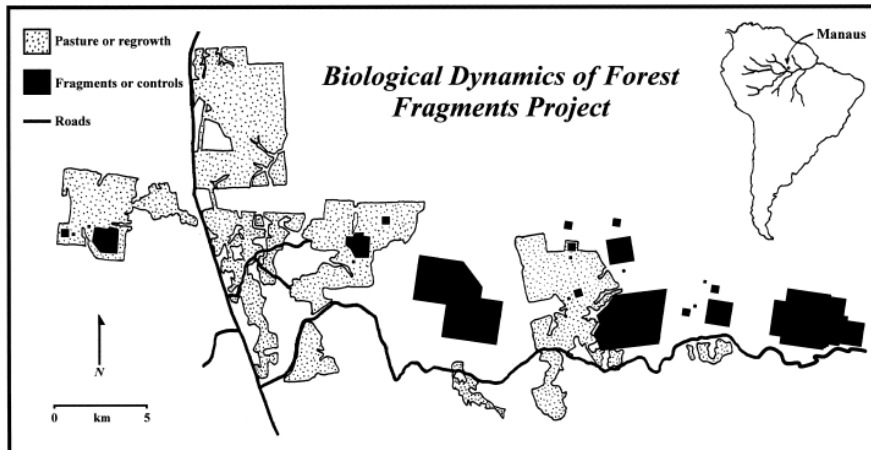 Pasture or regrowth
Fragments or controls
Roads
Biological Dynamics of Forest
Fragments Project
Manaus
N
0 km 5